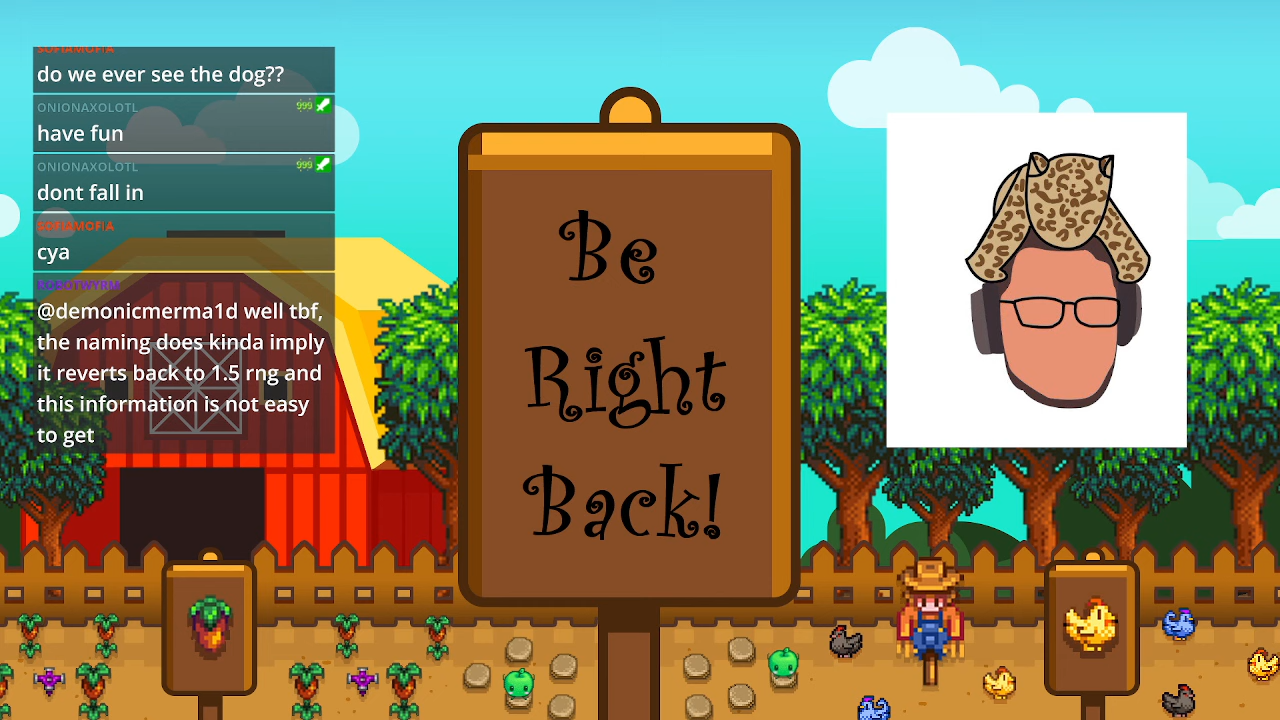 SOFIAMOFIA
do we ever see the dog??
ONIONAXOLOTL 999
have fun
ONIONAXOLOTL 999
dont fall in
SOFIAMOFIA
cya
ROBOTWYRM
@demonicmerma1d well tbf,
the naming does kinda imply
it reverts back to 1.5 rng and
this information is not easy
to get
Be
Right
Back!